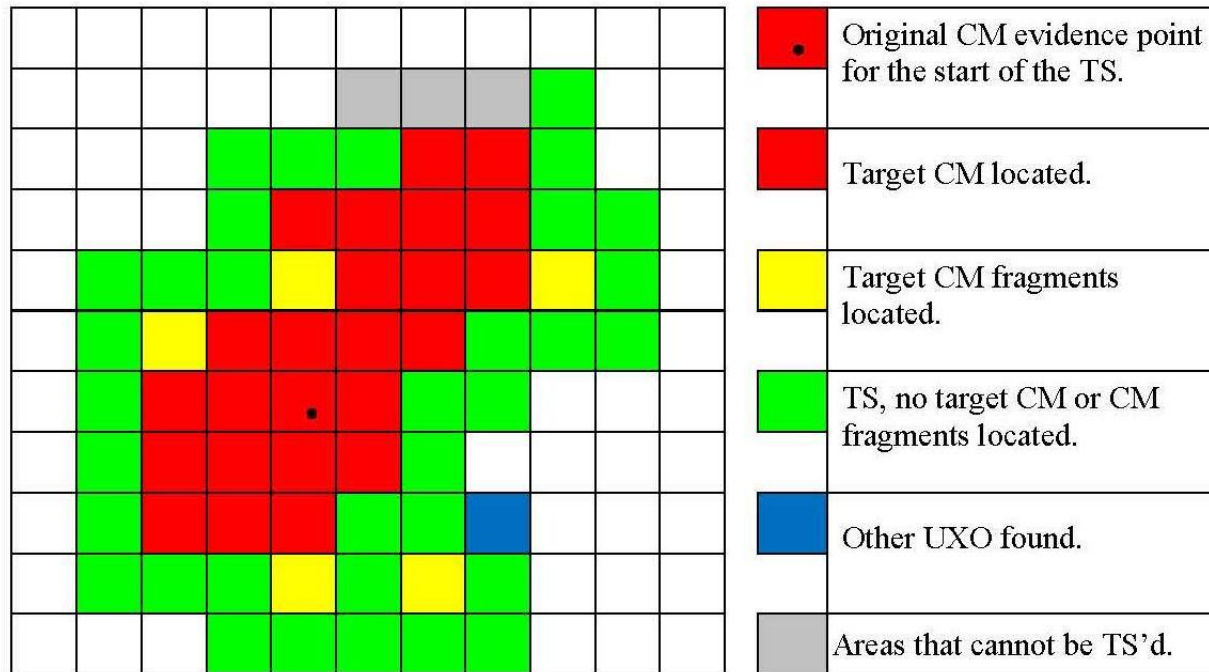 Original CM evidence point
for the start of the TS.
Target CM located.
Target CM fragments
located.
TS, no target CM or CM
fragments located.
Other UXO found.
Areas that cannot be TS’d.